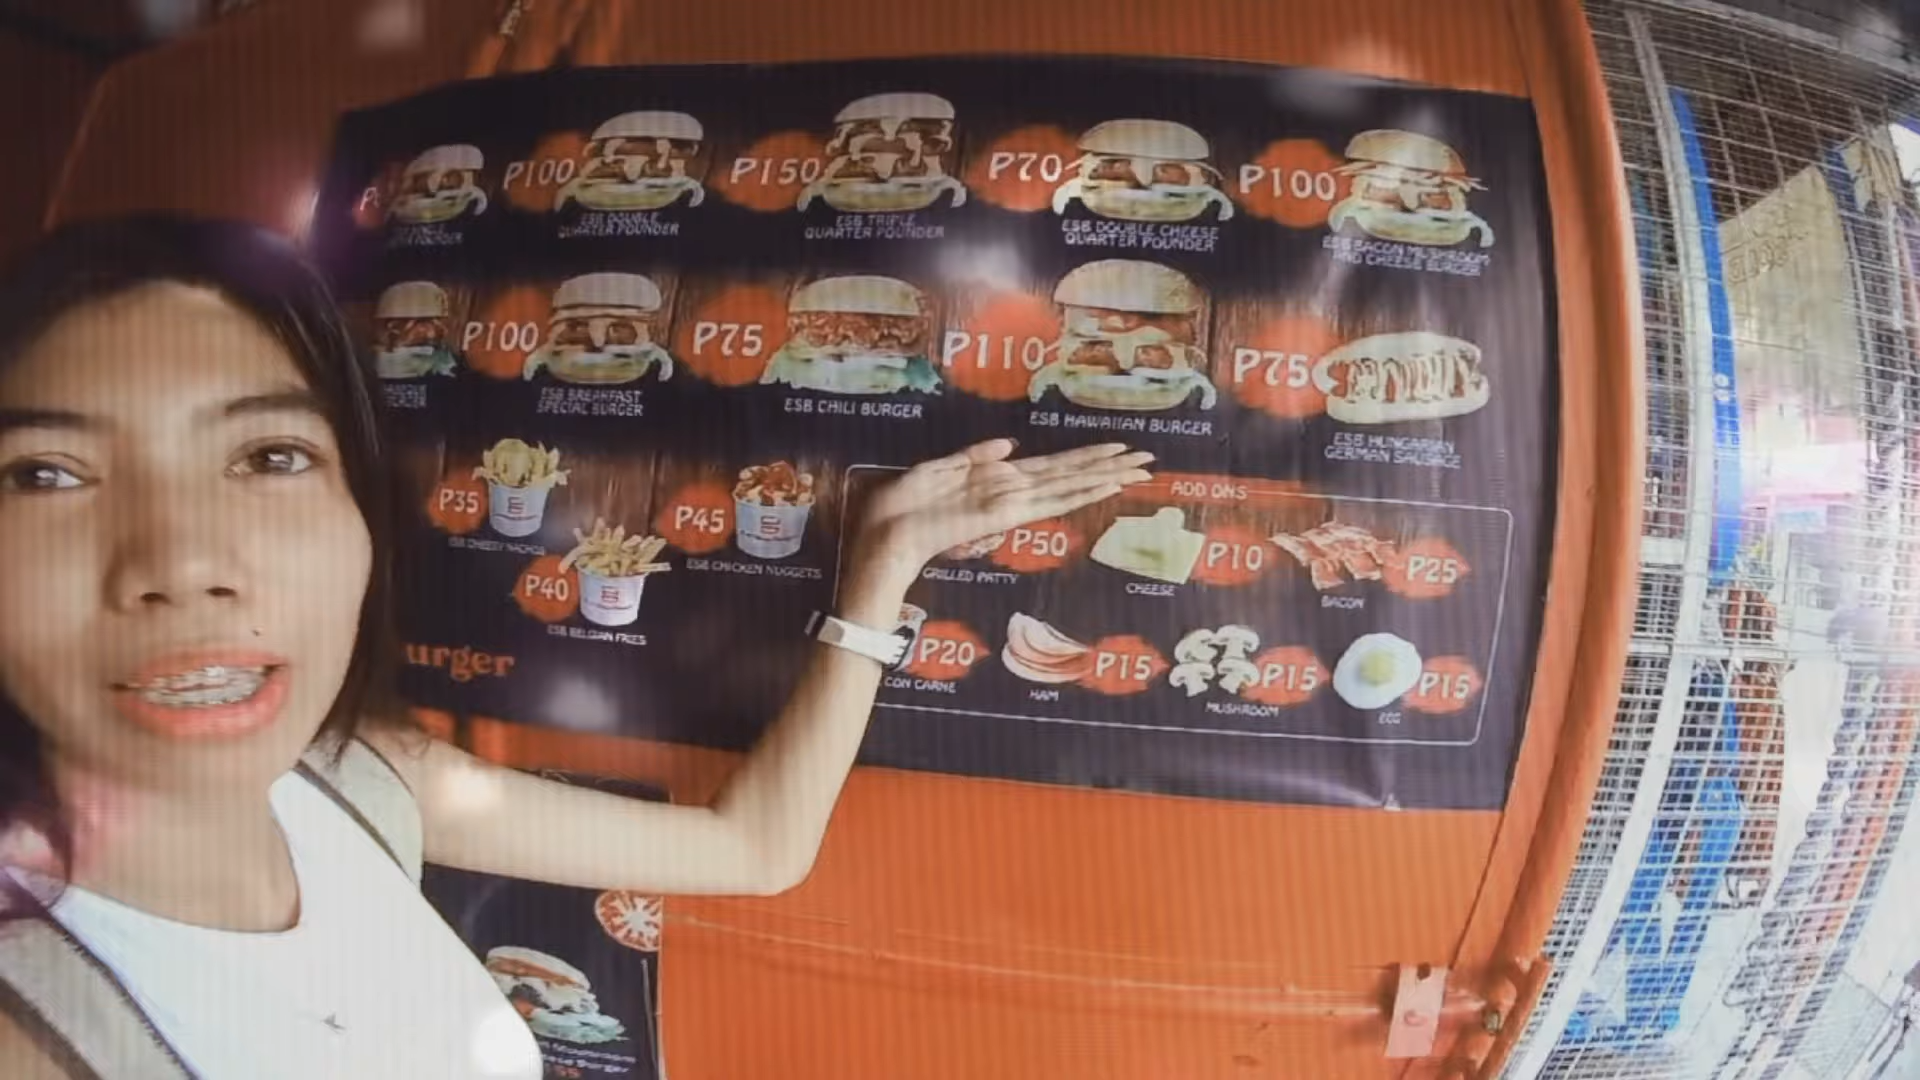 P100
ESB DOUBLE
QUARTER POUNDER
P150
ESB TRIPLE
QUARTER POUNDER
P70
ESB DOUBLE CHEESE
QUARTER POUNDER
P100
ESB BACON MUSHROOM
AND CHEESE BURGER
P100
ESB BREAKFAST
SPECIAL BURGER
P75
ESB CHILI BURGER
P110
ESB HAWAIIAN BURGER
P75
ESB HUNGARIAN
GERMAN SAUSAGE
P35
ESB CHEESY NACHOS
P45
ESB CHICKEN NUGGETS
P40
ESB BELGIAN FRIES
urger
ADD ONS
P50
GRILLED PATTY
P10
CHEESE
P25
BACON
P20
CON CARNE
P15
HAM
P15
MUSHROOM
P15
EGG